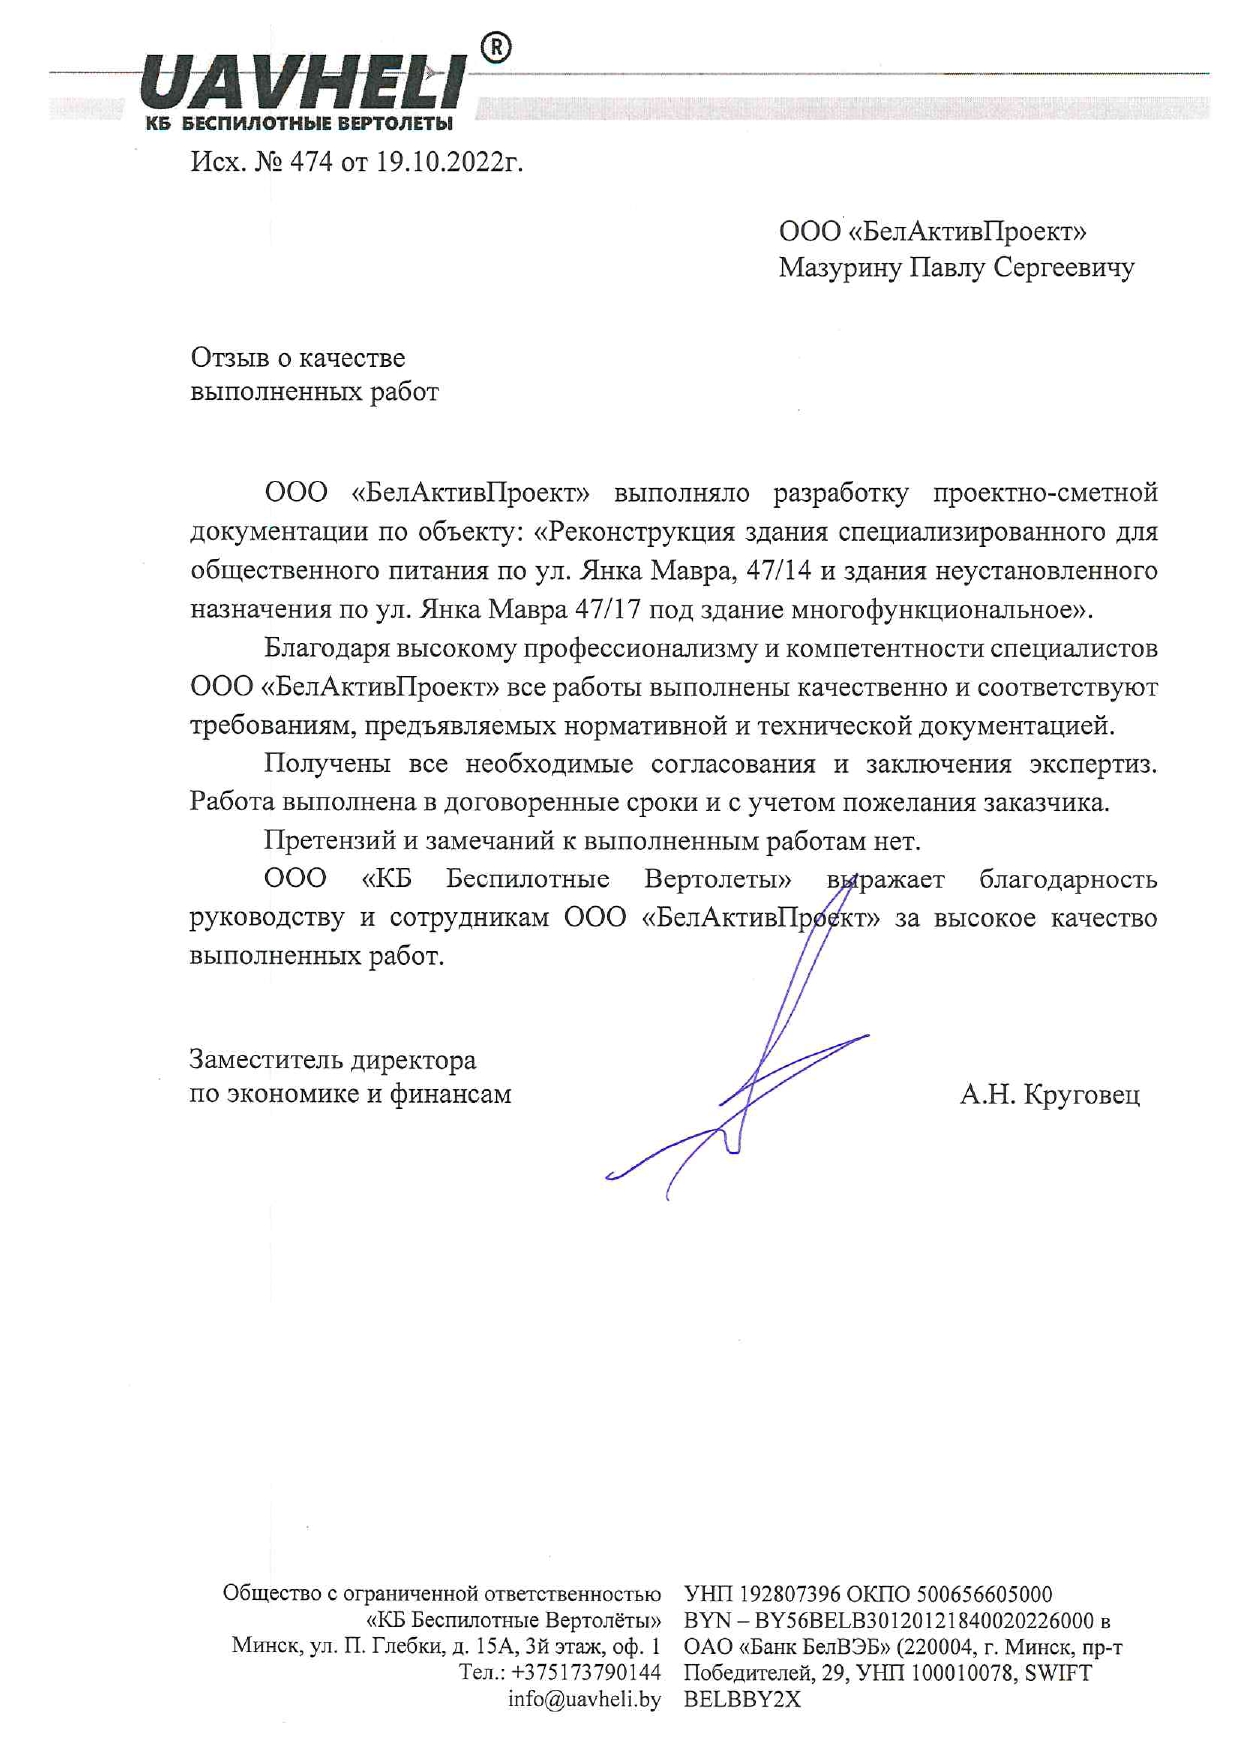 UAVHELI ®
КБ БЕСПИЛОТНЫЕ ВЕРТОЛЕТЫ
Исх. № 474 от 19.10.2022г.
ООО «БелАктивПроект»
Мазурину Павлу Сергеевичу
Отзыв о качестве
выполненных работ
ООО «БелАктивПроект» выполняло разработку проектно-сметной
документации по объекту: «Реконструкция здания специализированного для
общественного питания по ул. Янка Мавра, 47/14 и здания неустановленного
назначения по ул. Янка Мавра 47/17 под здание многофункциональное».
Благодаря высокому профессионализму и компетентности специалистов
ООО «БелАктивПроект» все работы выполнены качественно и соответствуют
требованиям, предъявляемых нормативной и технической документацией.
Получены все необходимые согласования и заключения экспертиз.
Работа выполнена в договоренные сроки и с учетом пожелания заказчика.
Претензий и замечаний к выполненным работам нет.
ООО «КБ Беспилотные Вертолеты» выражает благодарность
руководству и сотрудникам ООО «БелАктивПроект» за высокое качество
выполненных работ.
Заместитель директора
по экономике и финансам
А.Н. Круговец
Общество с ограниченной ответственностью
«КБ Беспилотные Вертолёты»
Минск, ул. П. Глебки, д. 15А, 3й этаж, оф. 1
Тел.: +375173790144
info@uavheli.by
УНП 192807396 ОКПО 500656605000
BYN – BY56BELB30120121840020226000 в
ОАО «Банк БелВЭБ» (220004, г. Минск, пр-т
Победителей, 29, УНП 100010078, SWIFT
BELBBY2X